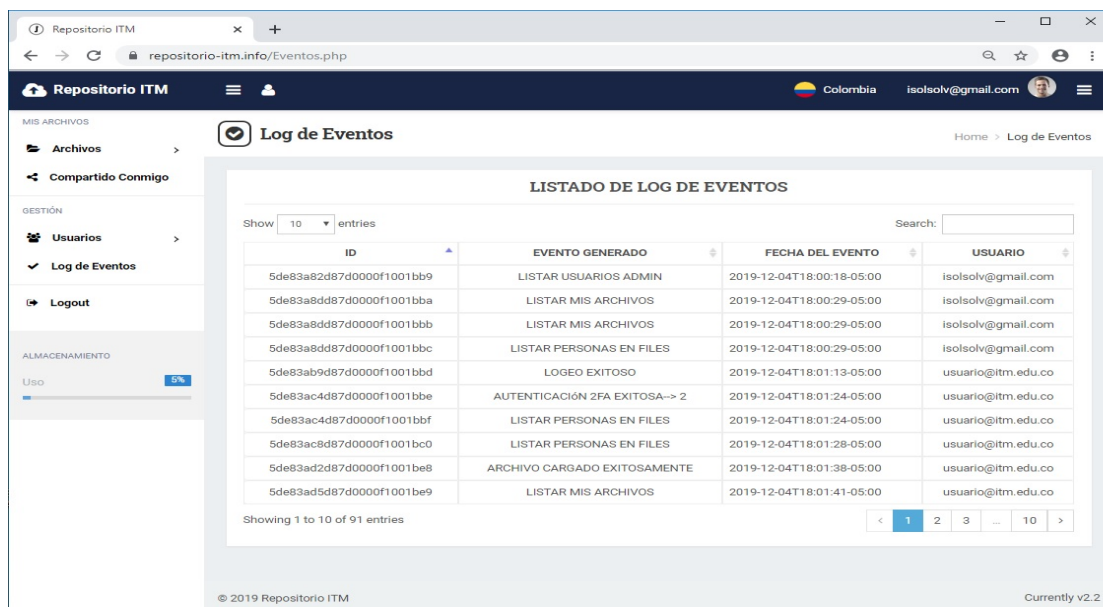 Repositorio ITM
repositorio-itm.info/Eventos.php
Repositorio ITM
Colombia
isolsolv@gmail.com
MIS ARCHIVOS
Archivos
Compartido Conmigo
GESTIÓN
Usuarios
Log de Eventos
Logout
ALMACENAMIENTO
Uso 5%
Log de Eventos
Home > Log de Eventos
LISTADO DE LOG DE EVENTOS
Show 10 entries
Search:
ID EVENTO GENERADO FECHA DEL EVENTO USUARIO
5de83a82d87d0000f1001bb9 LISTAR USUARIOS ADMIN 2019-12-04T18:00:18-05:00 isolsolv@gmail.com
5de83a8dd87d0000f1001bba LISTAR MIS ARCHIVOS 2019-12-04T18:00:29-05:00 isolsolv@gmail.com
5de83a8dd87d0000f1001bbb LISTAR MIS ARCHIVOS 2019-12-04T18:00:29-05:00 isolsolv@gmail.com
5de83a8dd87d0000f1001bbc LISTAR PERSONAS EN FILES 2019-12-04T18:00:29-05:00 isolsolv@gmail.com
5de83ab9d87d0000f1001bbd LOGEO EXITOSO 2019-12-04T18:01:13-05:00 usuario@itm.edu.co
5de83ac4d87d0000f1001bbe AUTENTICACIóN 2FA EXITOSA--> 2 2019-12-04T18:01:24-05:00 usuario@itm.edu.co
5de83ac4d87d0000f1001bbf LISTAR PERSONAS EN FILES 2019-12-04T18:01:24-05:00 usuario@itm.edu.co
5de83ac8d87d0000f1001bc0 LISTAR PERSONAS EN FILES 2019-12-04T18:01:28-05:00 usuario@itm.edu.co
5de83ad2d87d0000f1001be8 ARCHIVO CARGADO EXITOSAMENTE 2019-12-04T18:01:38-05:00 usuario@itm.edu.co
5de83ad5d87d0000f1001be9 LISTAR MIS ARCHIVOS 2019-12-04T18:01:41-05:00 usuario@itm.edu.co
Showing 1 to 10 of 91 entries
< 1 2 3 ... 10 >
© 2019 Repositorio ITM
Currently v2.2